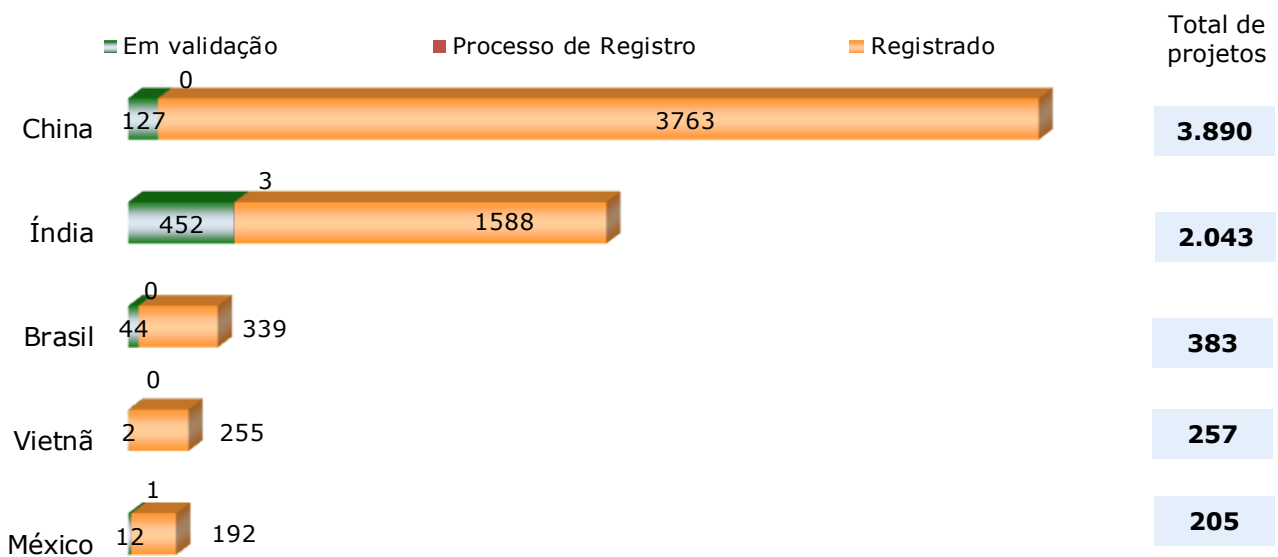 Em validação
Processo de Registro
Registrado
Total de
projetos
0
China
127
3763
3.890
3
Índia
452
1588
2.043
0
Brasil
44
339
383
0
Vietnã
2
255
257
1
México
12
192
205